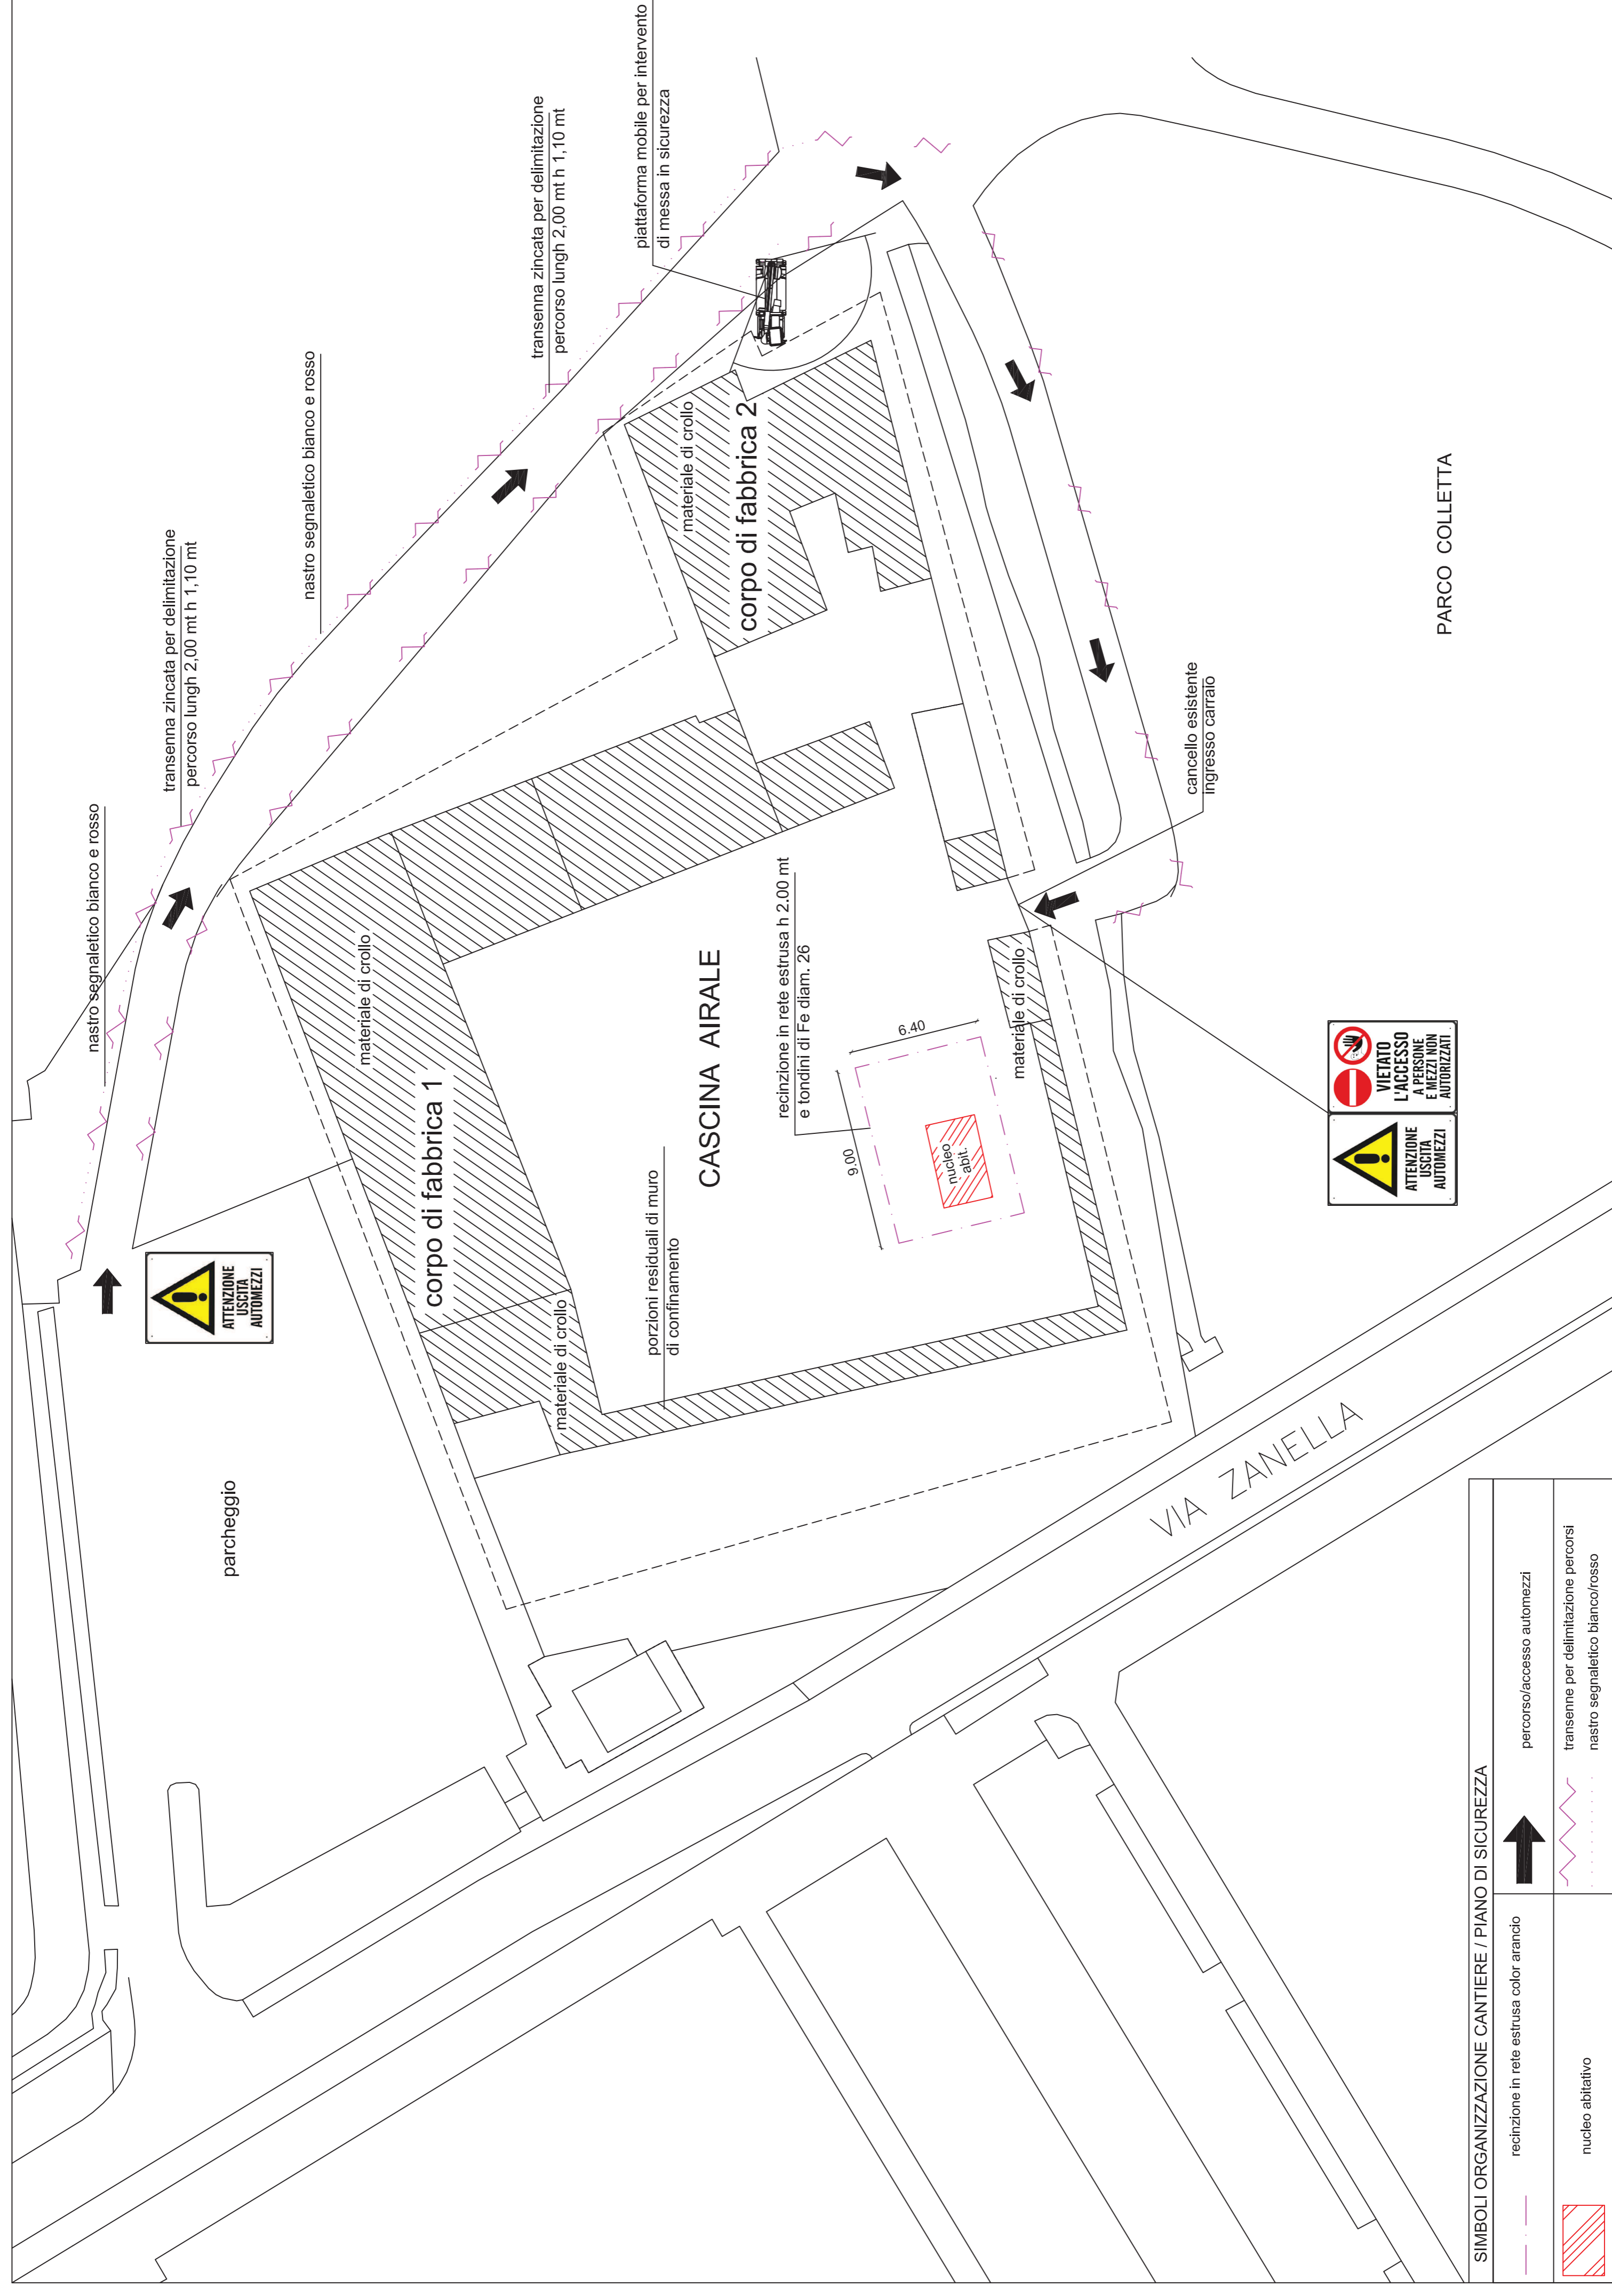 nastro segnaletico bianco e rosso
transenna zincata per delimitazione
percorso lungh 2,00 mt h 1,10 mt
nastro segnaletico bianco e rosso
transenna zincata per delimitazione
percorso lungh 2,00 mt h 1,10 mt
piattaforma mobile per intervento
di messa in sicurezza
ATTENZIONE
USCITA
AUTOMEZZI
parcheggio
materiale di crollo
corpo di fabbrica 1
materiale di crollo
materiale di crollo
corpo di fabbrica 2
porzioni residuali di muro
di confinamento
CASCINA AIRALE
recinzione in rete estrusa h 2.00 mt
e tondini di Fe diam. 26
9.00
6.40
nucleo
abit.
materiale di crollo
cancello esistente
ingresso carraio
PARCO COLLETTA
ATTENZIONE
USCITA
AUTOMEZZI
VIETATO
L'ACCESSO
A PERSONE
E MEZZI NON
AUTORIZZATI
VIA ZANELLA
SIMBOLI ORGANIZZAZIONE CANTIERE / PIANO DI SICUREZZA
recinzione in rete estrusa color arancio
percorso/accesso automezzi
nucleo abitativo
transenne per delimitazione percorsi
nastro segnaletico bianco/rosso